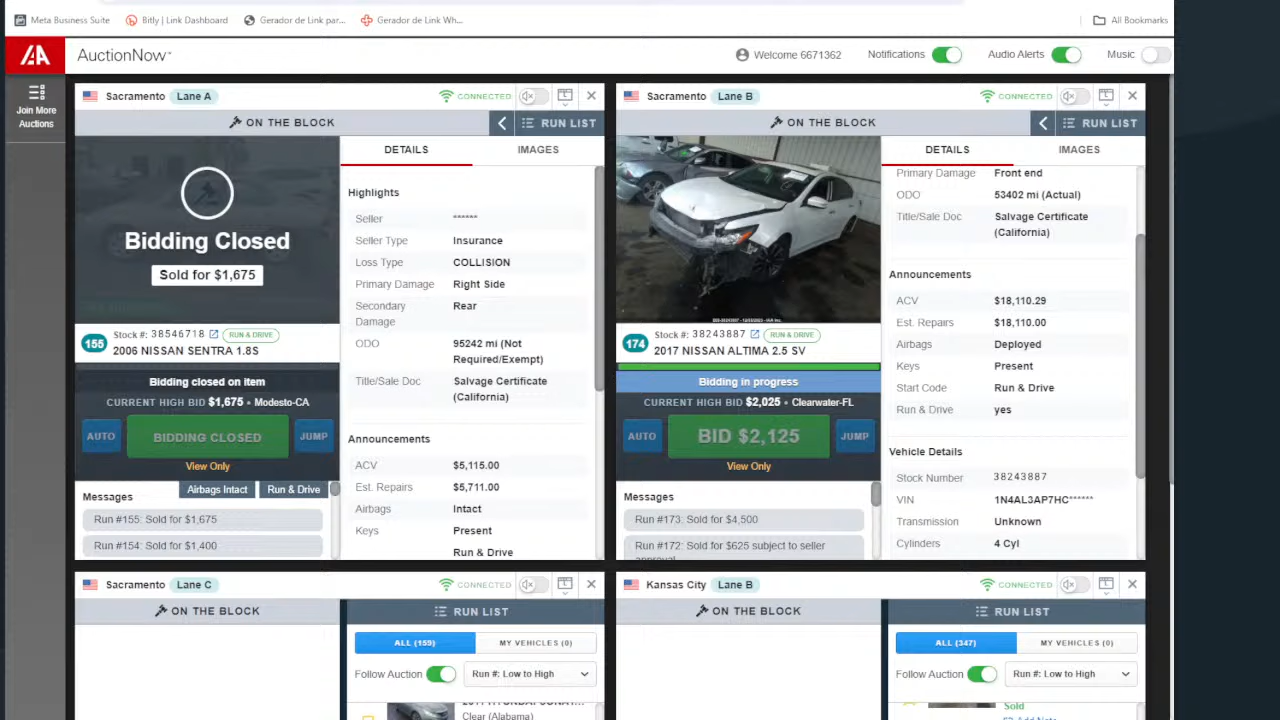 Meta Business Suite
Bitly | Link Dashboard
Gerador de Link par...
Gerador de Link Wh...
All Bookmarks
IAA
AuctionNow™
Welcome 6671362
Notifications
Audio Alerts
Music
Join More
Auctions
Sacramento Lane A
CONNECTED
ON THE BLOCK
RUN LIST
Bidding Closed
Sold for $1,675
155
Stock #: 38546718
RUN & DRIVE
2006 NISSAN SENTRA 1.8S
Bidding closed on item
CURRENT HIGH BID $1,675 • Modesto-CA
AUTO
BIDDING CLOSED
JUMP
View Only
Messages
Airbags Intact
Run & Drive
Run #155: Sold for $1,675
Run #154: Sold for $1,400
DETAILS
IMAGES
Highlights
Seller ******
Seller Type Insurance
Loss Type COLLISION
Primary Damage Right Side
Secondary Rear
Damage
ODO 95242 mi (Not
Required/Exempt)
Title/Sale Doc Salvage Certificate
(California)
Announcements
ACV $5,115.00
Est. Repairs $5,711.00
Airbags Intact
Keys Present
Run & Drive
Sacramento Lane B
CONNECTED
ON THE BLOCK
RUN LIST
174
Stock #: 38243887
RUN & DRIVE
2017 NISSAN ALTIMA 2.5 SV
Bidding in progress
CURRENT HIGH BID $2,025 • Clearwater-FL
AUTO
BID $2,125
JUMP
View Only
Messages
Run #173: Sold for $4,500
Run #172: Sold for $625 subject to seller
approval
DETAILS
IMAGES
Primary Damage Front end
ODO 53402 mi (Actual)
Title/Sale Doc Salvage Certificate
(California)
Announcements
ACV $18,110.29
Est. Repairs $18,110.00
Airbags Deployed
Keys Present
Start Code Run & Drive
Run & Drive yes
Vehicle Details
Stock Number 38243887
VIN 1N4AL3AP7HC******
Transmission Unknown
Cylinders 4 Cyl
Sacramento Lane C
CONNECTED
ON THE BLOCK
RUN LIST
ALL (159)
MY VEHICLES (0)
Follow Auction
Run #: Low to High
Clear (Alabama)
Kansas City Lane B
CONNECTED
ON THE BLOCK
RUN LIST
ALL (347)
MY VEHICLES (0)
Follow Auction
Run #: Low to High
Sold